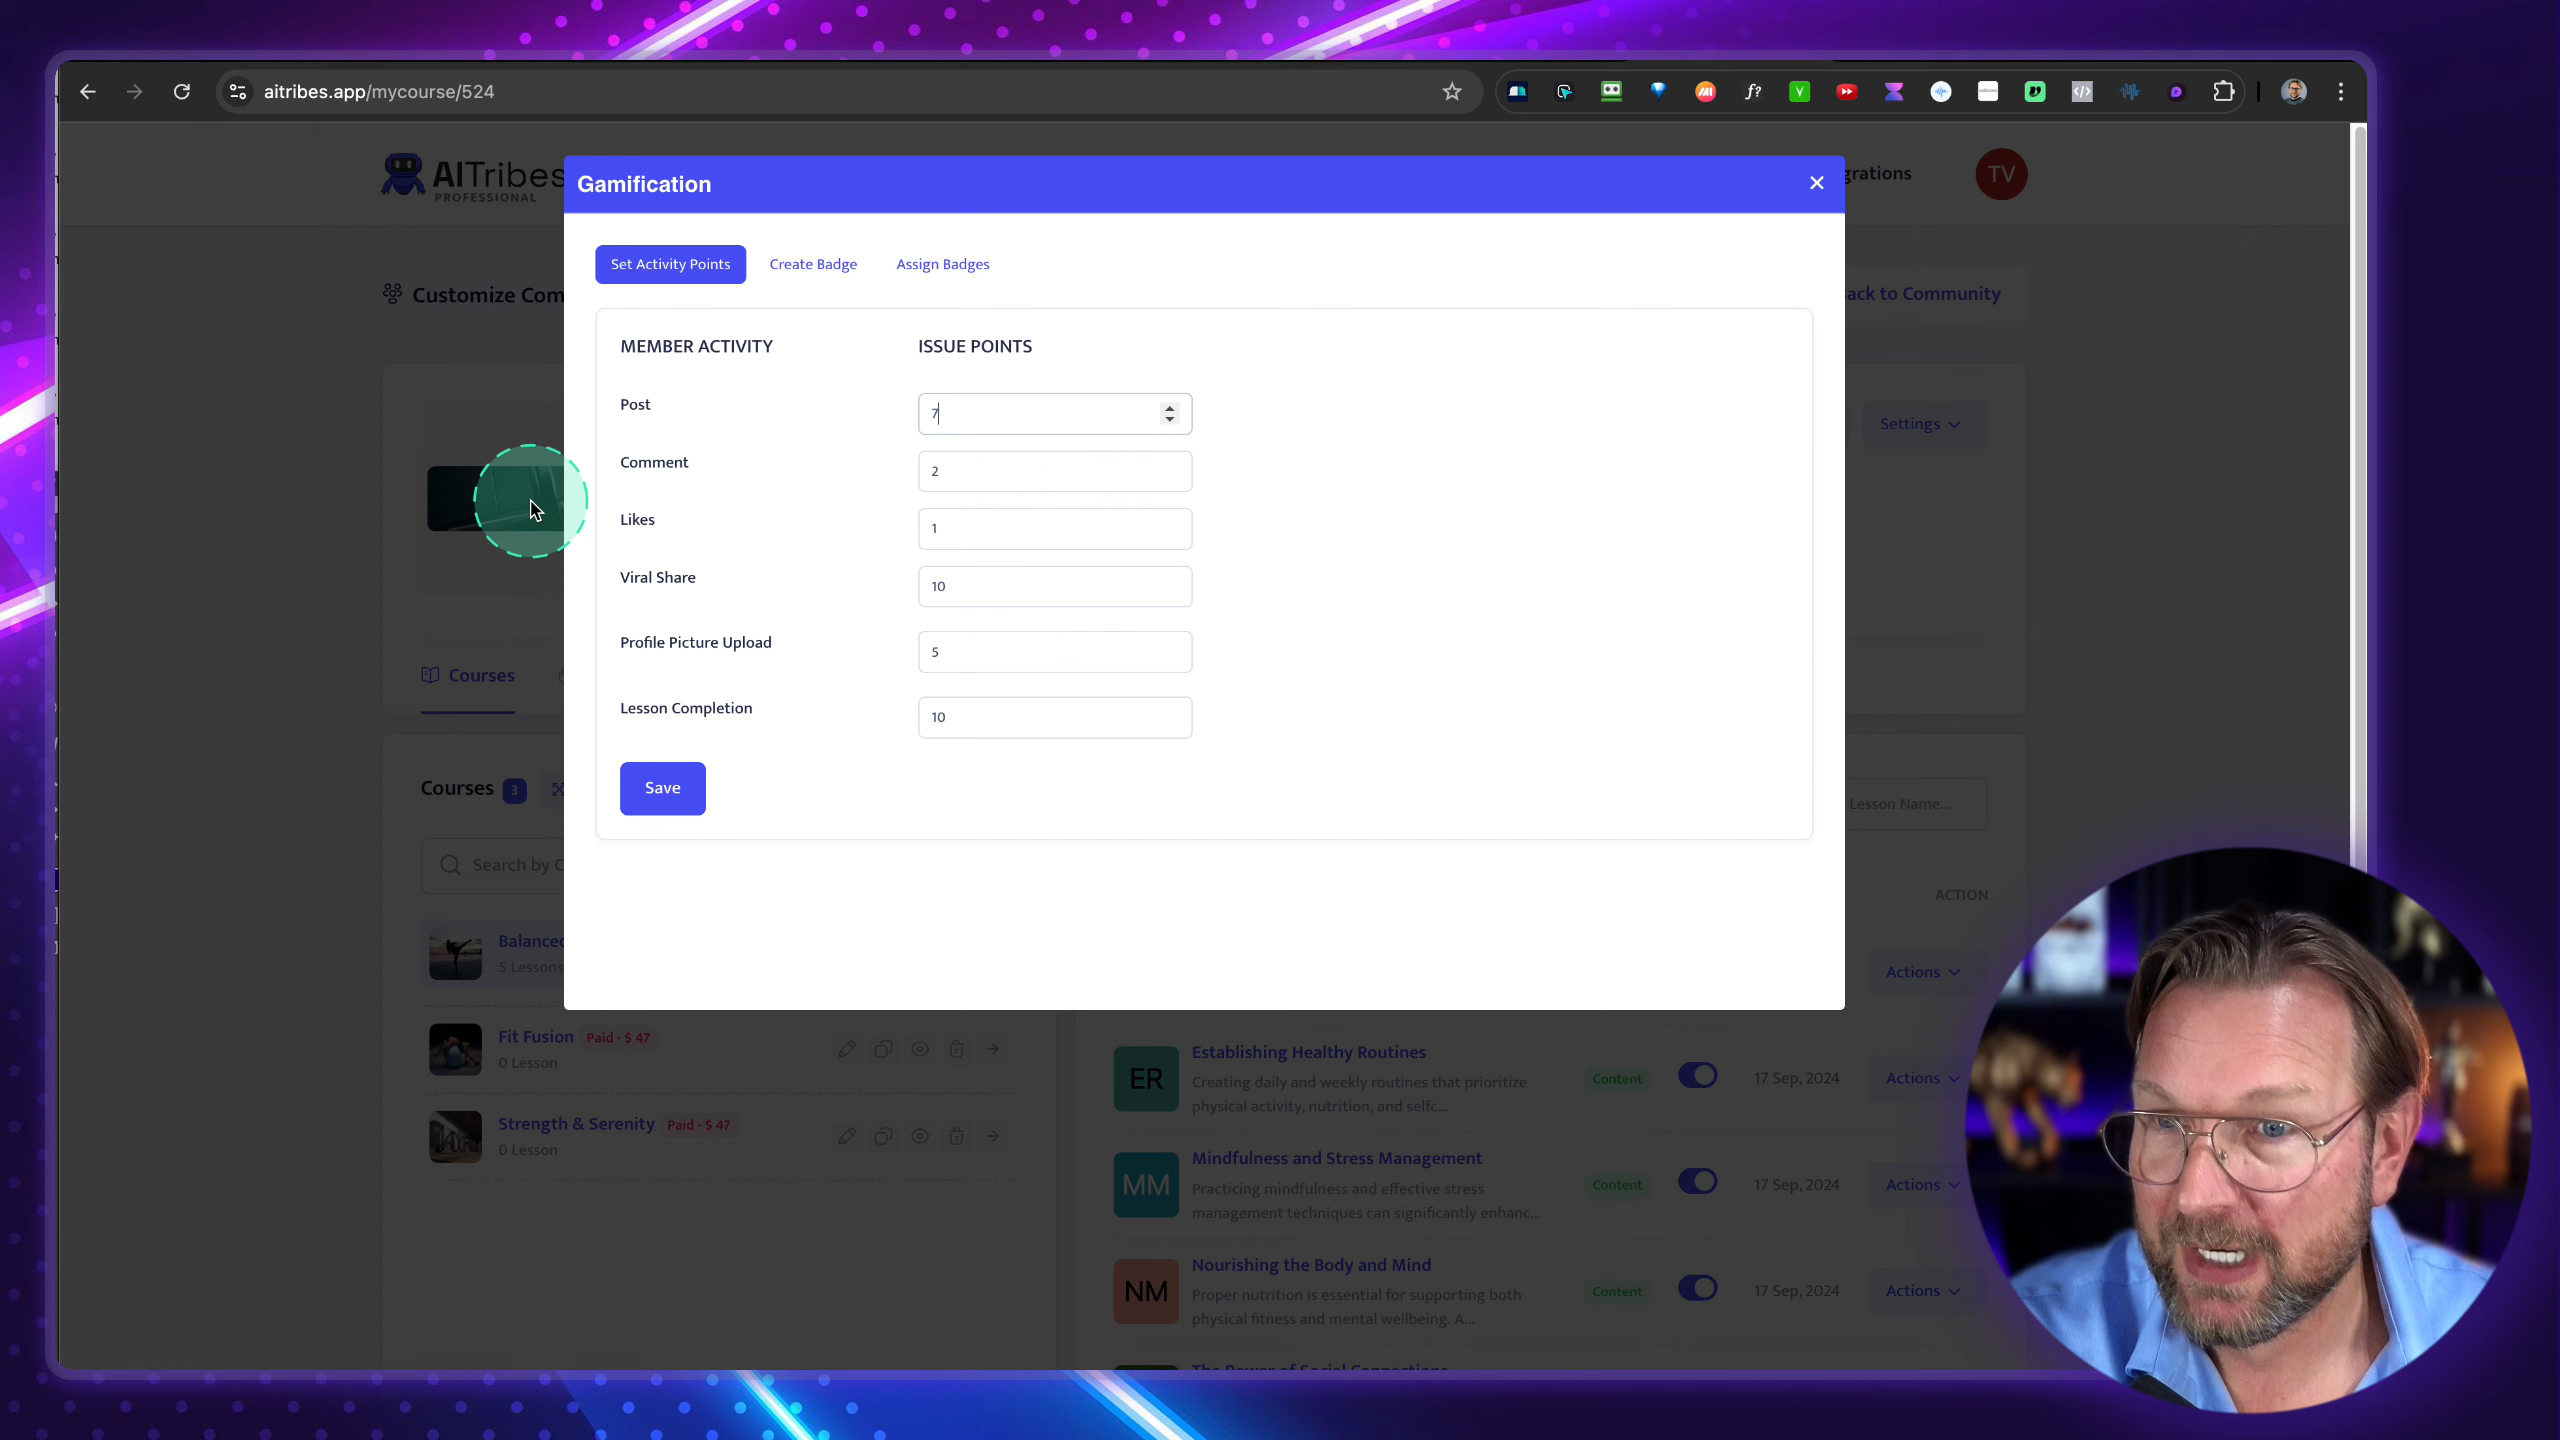 aitribes.app/mycourse/524
AITribes
PROFESSIONAL
Gamification
grations
TV
Set Activity Points
Create Badge
Assign Badges
Customize Com
ack to Community
MEMBER ACTIVITY
ISSUE POINTS
Post
7
Settings
Comment
2
Likes
1
Viral Share
10
Profile Picture Upload
5
Courses
Lesson Completion
10
Save
Courses 3
Lesson Name...
Search by C
ACTION
Balanced
5 Lessons
Actions
Fit Fusion Paid - $ 47
0 Lesson
Strength & Serenity Paid - $ 47
0 Lesson
ER
Establishing Healthy Routines
Creating daily and weekly routines that prioritize
physical activity, nutrition, and selfc...
Content
17 Sep, 2024
Actions
MM
Mindfulness and Stress Management
Practicing mindfulness and effective stress
management techniques can significantly enhanc...
Content
17 Sep, 2024
Actions
NM
Nourishing the Body and Mind
Proper nutrition is essential for supporting both
physical fitness and mental wellbeing. A...
Content
17 Sep, 2024
Actions
The Power of Social Connections